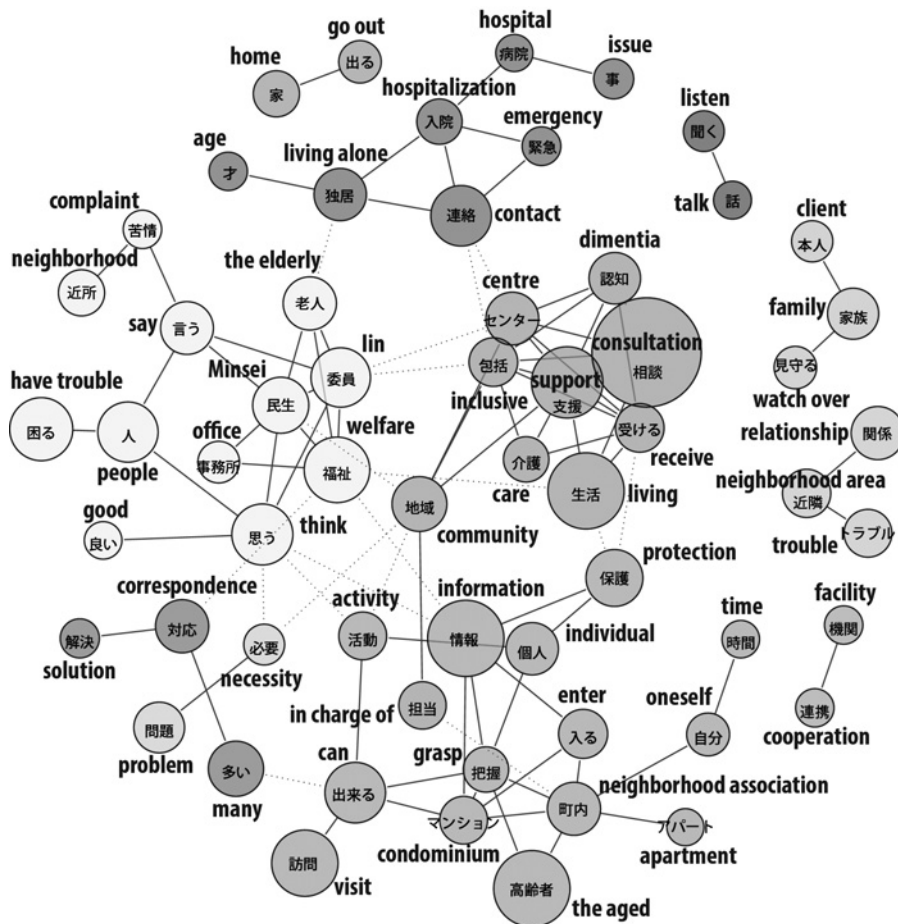 hospital
病院
go out
出る
issue
事
home
家
hospitalization
入院
listen
聞く
emergency
緊急
age
才
living alone
独居
連絡
contact
talk
話
complaint
苦情
client
本人
neighborhood
近所
the elderly
老人
centre
センター
dimentia
認知
family
家族
say
言う
lin
委員
Minsei
民生
包括
inclusive
consultation
相談
support
支援
見守る
watch over
have trouble
困る
人
people
office
事務所
welfare
福祉
介護
care
受ける
receive
relationship
関係
生活
living
neighborhood area
近隣
good
良い
思う
think
地域
community
トラブル
trouble
correspondence
対応
解決
solution
必要
necessity
activity
活動
information
情報
protection
保護
個人
individual
time
時間
facility
機関
問題
problem
多い
many
in charge of
担当
enter
入る
oneself
自分
連携
cooperation
can
出来る
grasp
把握
マンション
condominium
町内
neighborhood association
アパート
apartment
訪問
visit
高齢者
the aged